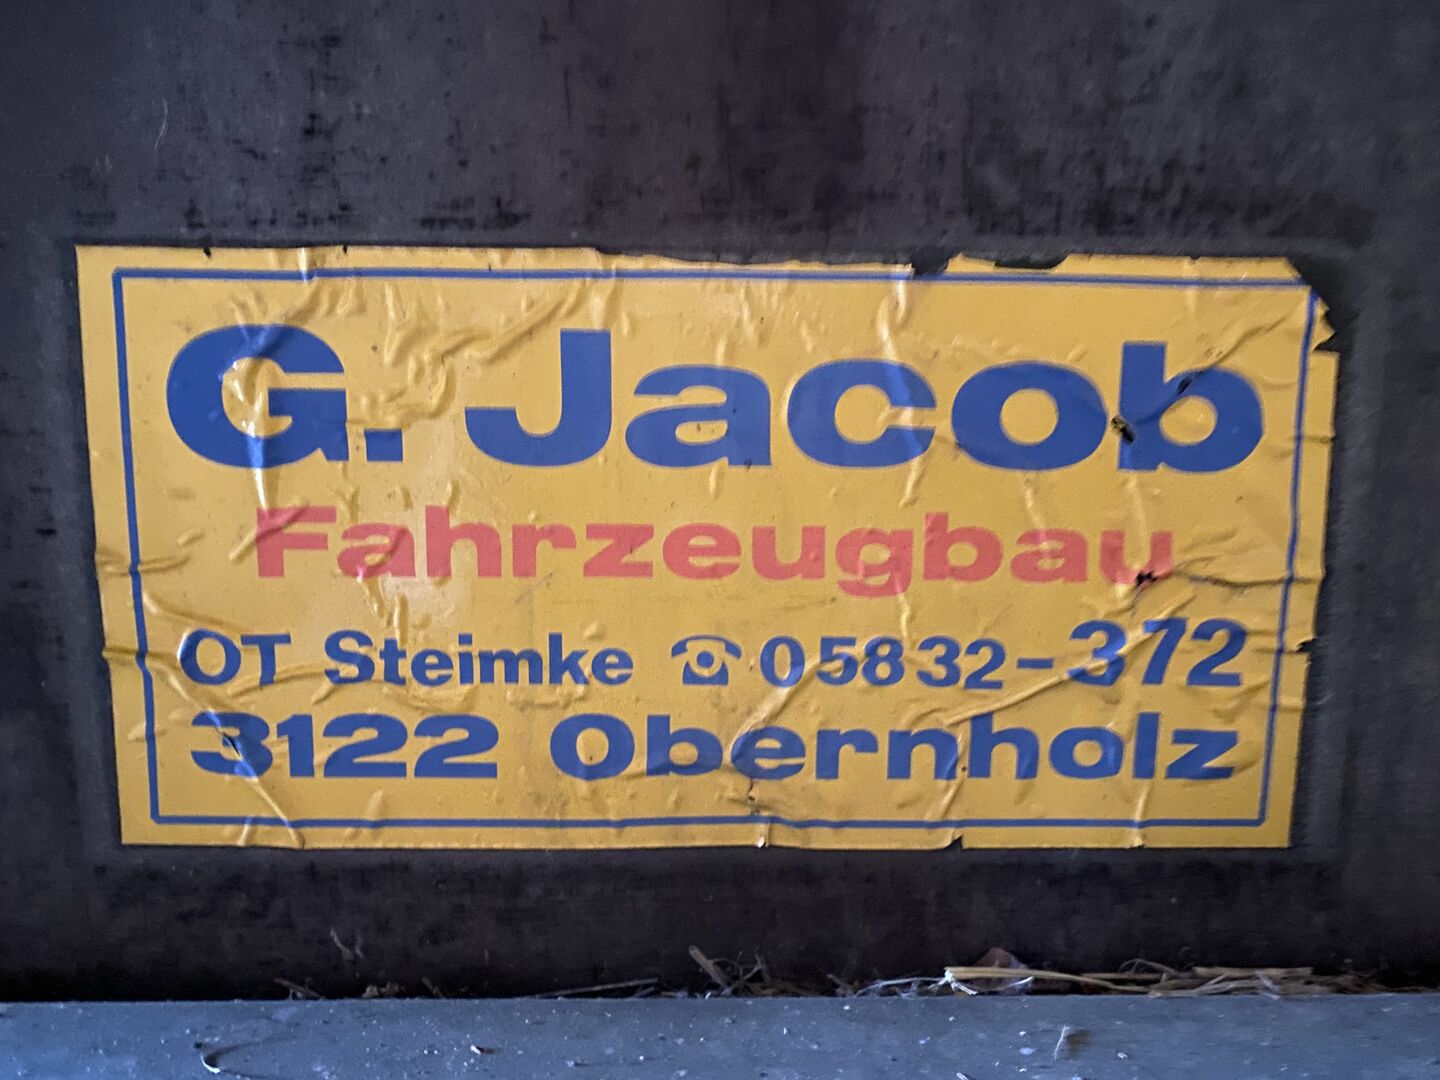 G. Jacob
Fahrzeugbau
OT Steimke ☎ 05832-372
3122 Obernholz